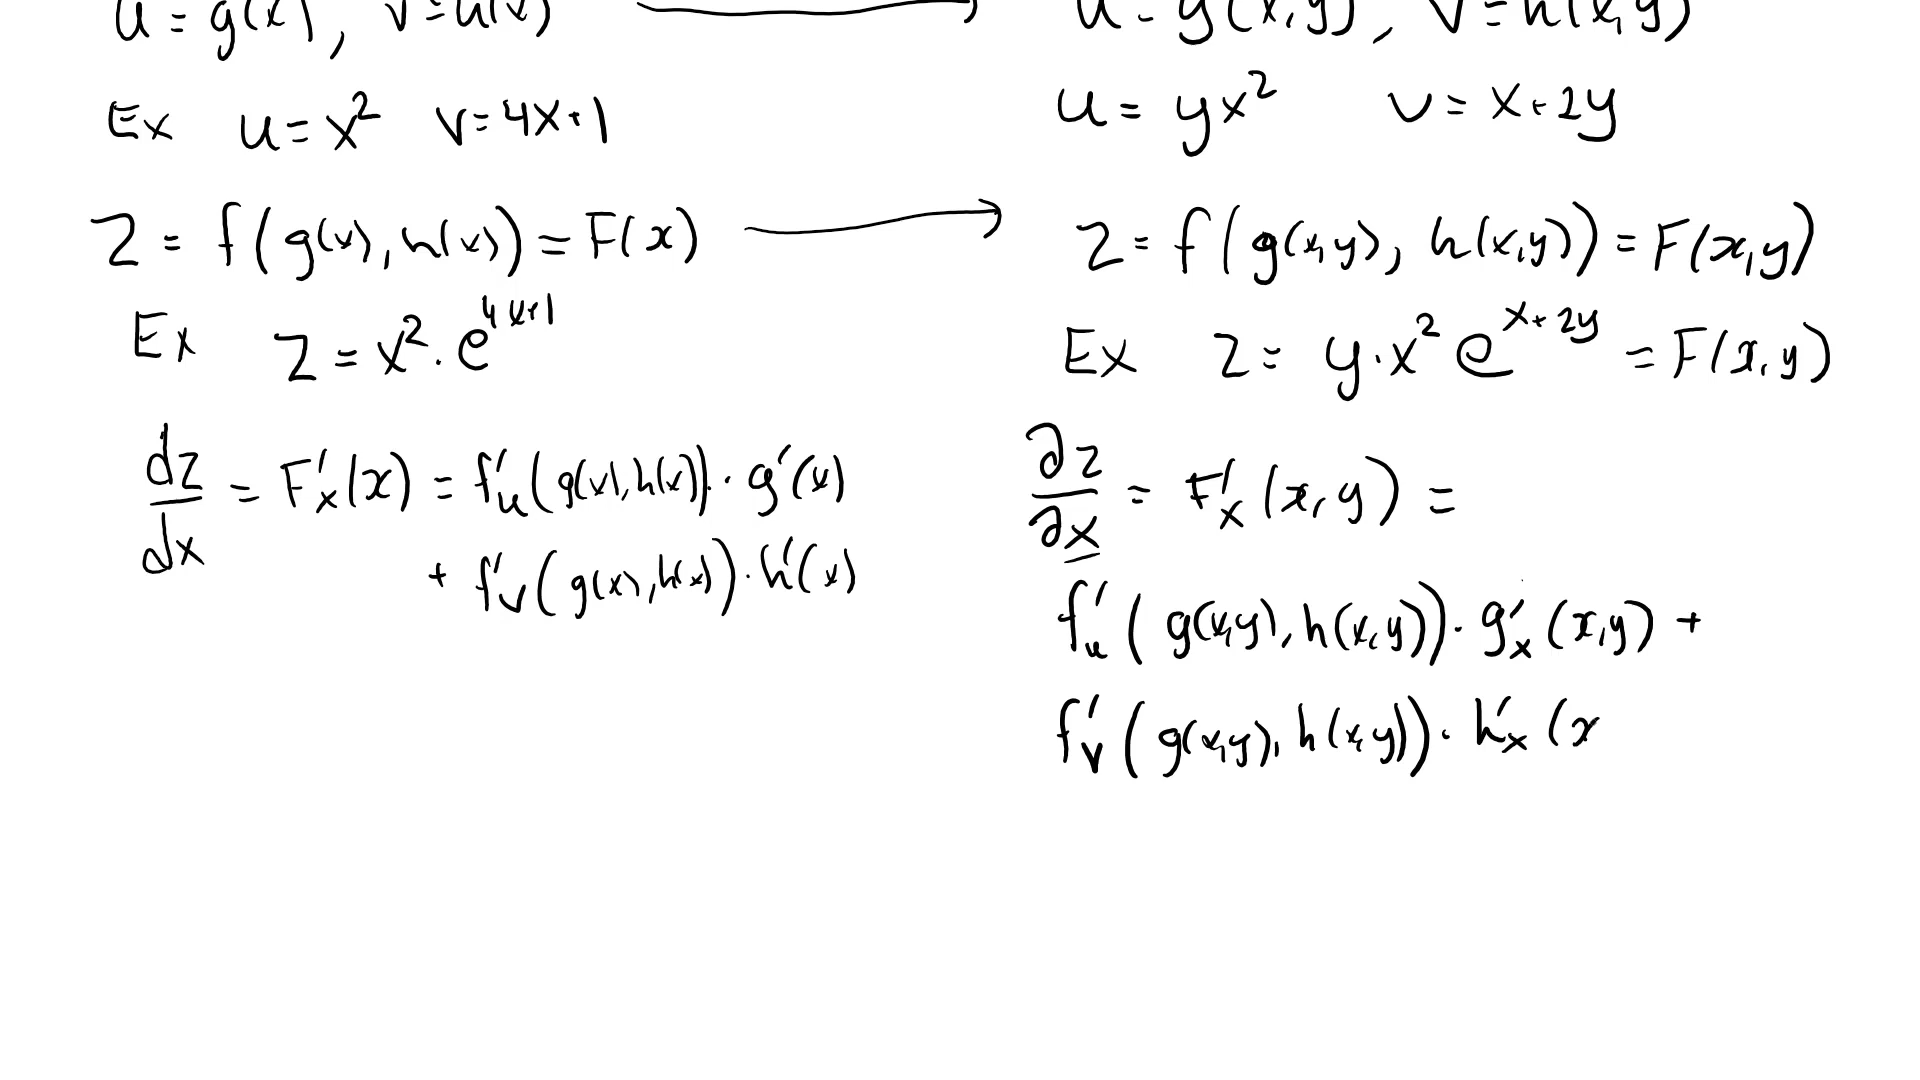 u = g(x), v = h(x)
Ex u = x² v = 4x+1
z = f(g(x), h(x)) = F(x)
Ex z = x² · e^{4x+1}
dz/dx = F'ₓ(x) = f'ᵤ(g(x), h(x)) · g'(x)
+ f'ᵥ(g(x), h(x)) · h'(x)
u = g(x,y), v = h(x,y)
u = yx² v = x+2y
z = f(g(x,y), h(x,y)) = F(x,y)
Ex z = y·x² e^{x+2y} = F(x,y)
∂z/∂x = F'ₓ(x,y) =
f'ᵤ(g(x,y), h(x,y)) · g'ₓ(x,y) +
f'ᵥ(g(x,y), h(x,y)) · h'ₓ(x